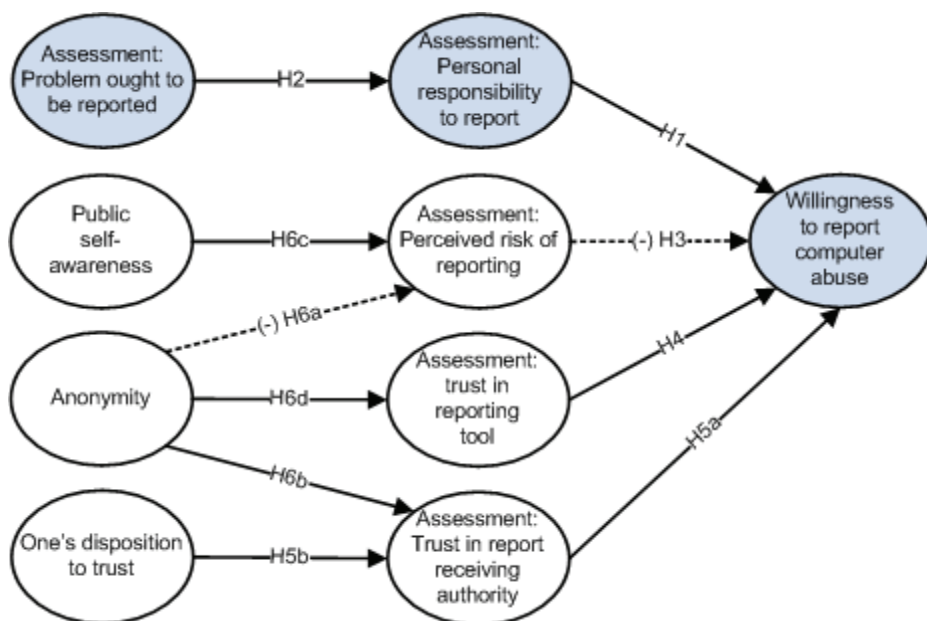 Assessment:
Problem ought to
be reported
H2
Assessment:
Personal
responsibility
to report
H1
Public
self-
awareness
H6c
Assessment:
Perceived risk of
reporting
(-) H3
Willingness
to report
computer
abuse
(-) H6a
Anonymity
H6d
Assessment:
trust in
reporting
tool
H4
H6b
One's disposition
to trust
H5b
Assessment:
Trust in report
receiving
authority
H5a